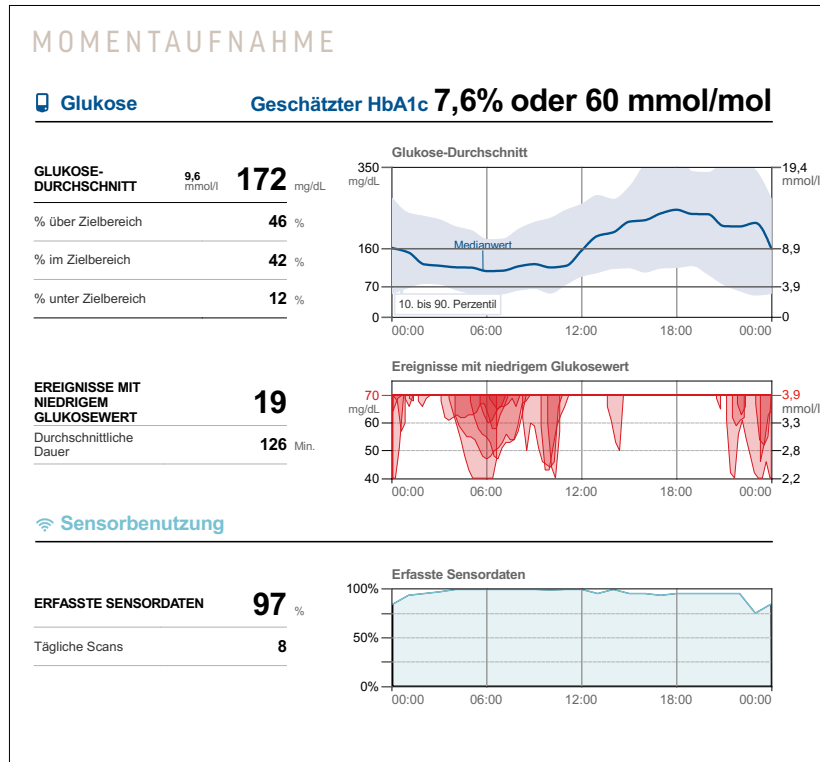 MOMENTAUFNAHME
Glukose
Geschätzter HbA1c 7,6% oder 60 mmol/mol
GLUKOSE-
DURCHSCHNITT
9,6
mmol/l
172 mg/dL
% über Zielbereich 46 %
% im Zielbereich 42 %
% unter Zielbereich 12 %
Glukose-Durchschnitt
350
mg/dL
160
70
0
19,4
mmol/l
8,9
3,9
0
Medianwert
10. bis 90. Perzentil
00:00 06:00 12:00 18:00 00:00
EREIGNISSE MIT
NIEDRIGEM
GLUKOSEWERT
19
Durchschnittliche
Dauer
126 Min.
Ereignisse mit niedrigem Glukosewert
70
mg/dL
60
50
40
3,9
mmol/l
3,3
2,8
2,2
00:00 06:00 12:00 18:00 00:00
Sensorbenutzung
ERFASSTE SENSORDATEN 97 %
Tägliche Scans 8
Erfasste Sensordaten
100%
50%
0%
00:00 06:00 12:00 18:00 00:00